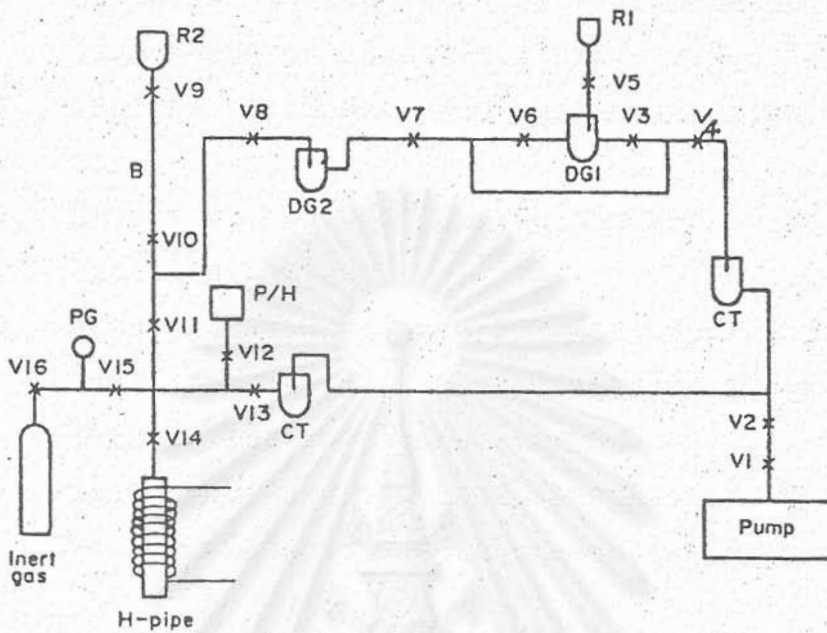 R2
R1
V9
V5
V8
V7
V6
V3
V4
B
DG2
DG1
V10
P/H
PG
V11
CT
V16
V15
V12
V13
CT
V2
V14
V1
Pump
Inert
gas
H-pipe